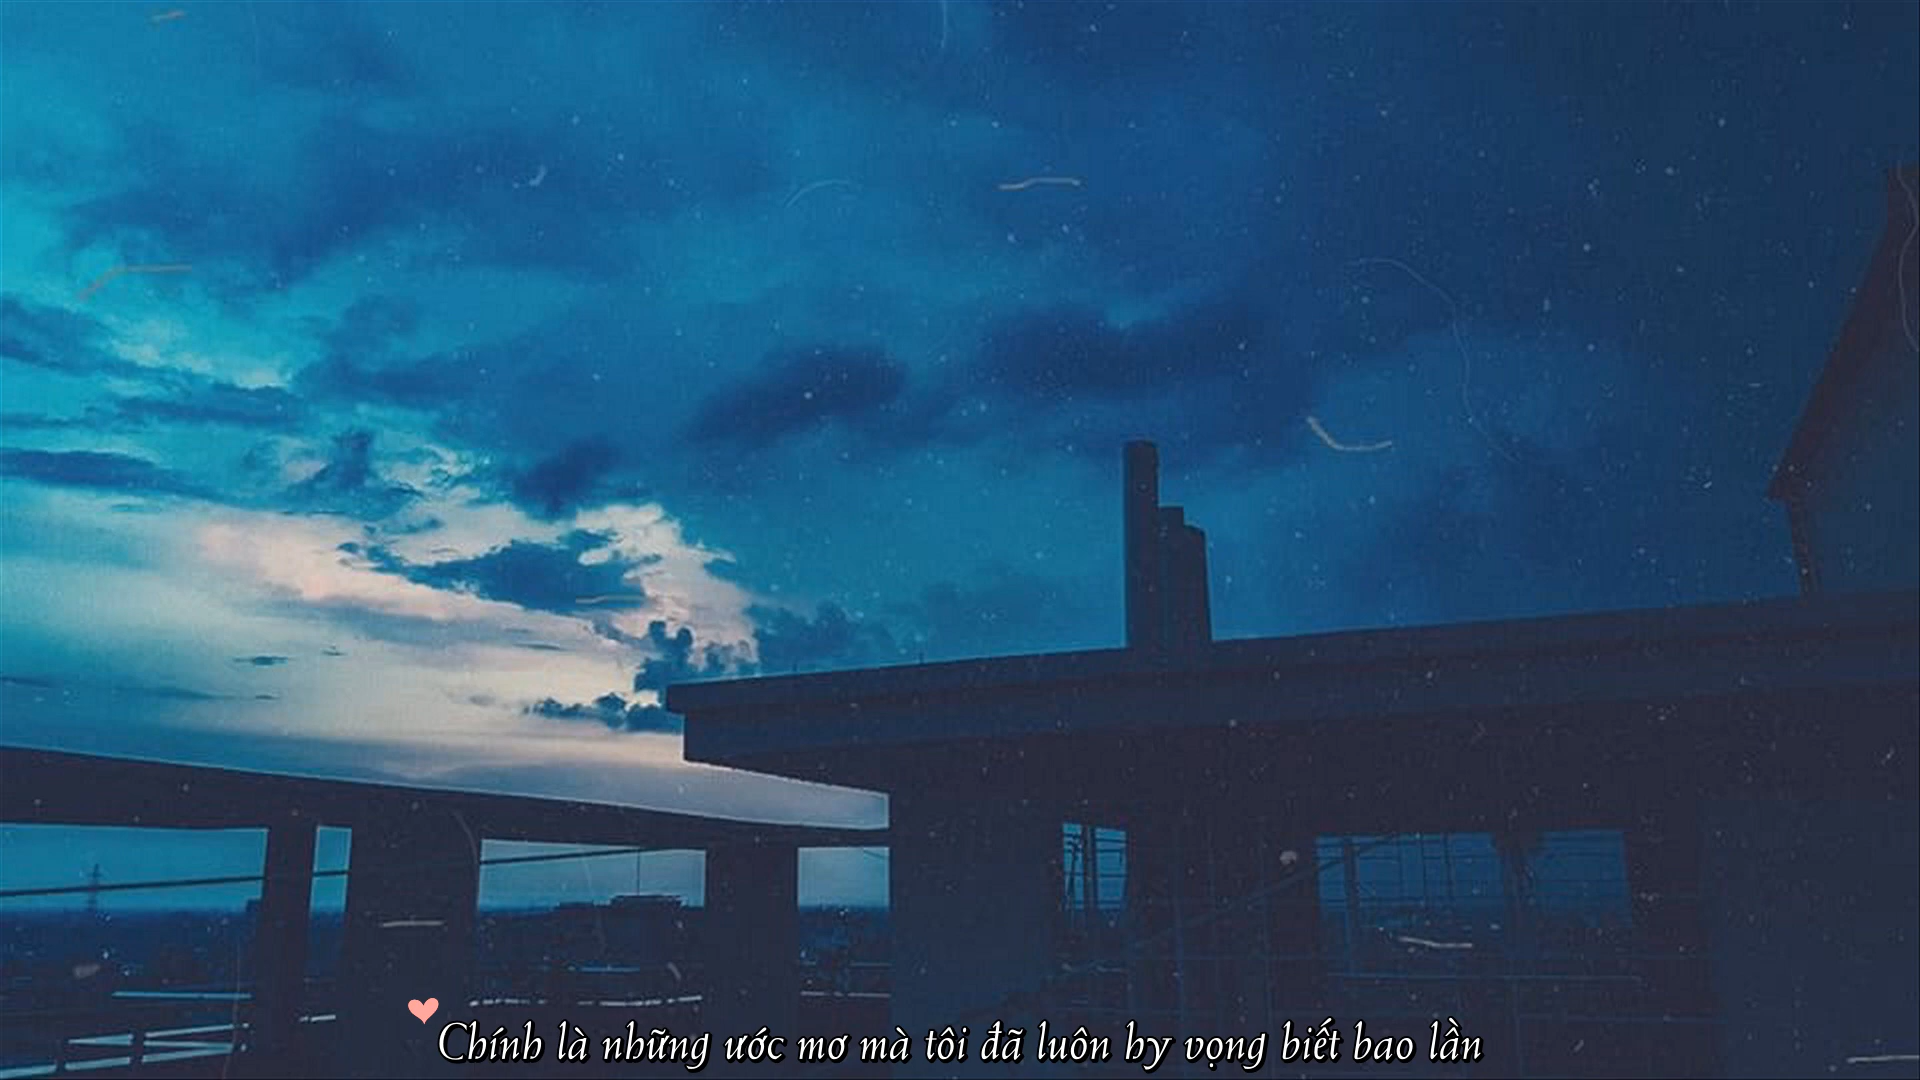 Chính là những ước mơ mà tôi đã luôn hy vọng biết bao lần